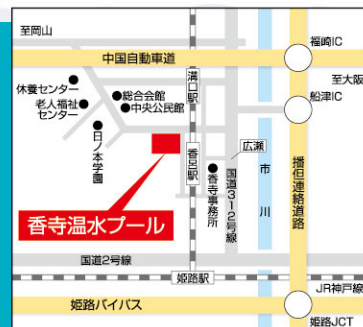 至岡山
福崎IC
中国自動車道
至大阪
休養センター
溝口駅
総合会館
船津IC
老人福祉
センター
中央公民館
日ノ本学園
香呂駅
広瀬
香寺事務所
国道312号線
市川
播但連絡道路
香寺温水プール
国道2号線
姫路駅
JR神戸線
姫路バイパス
姫路JCT